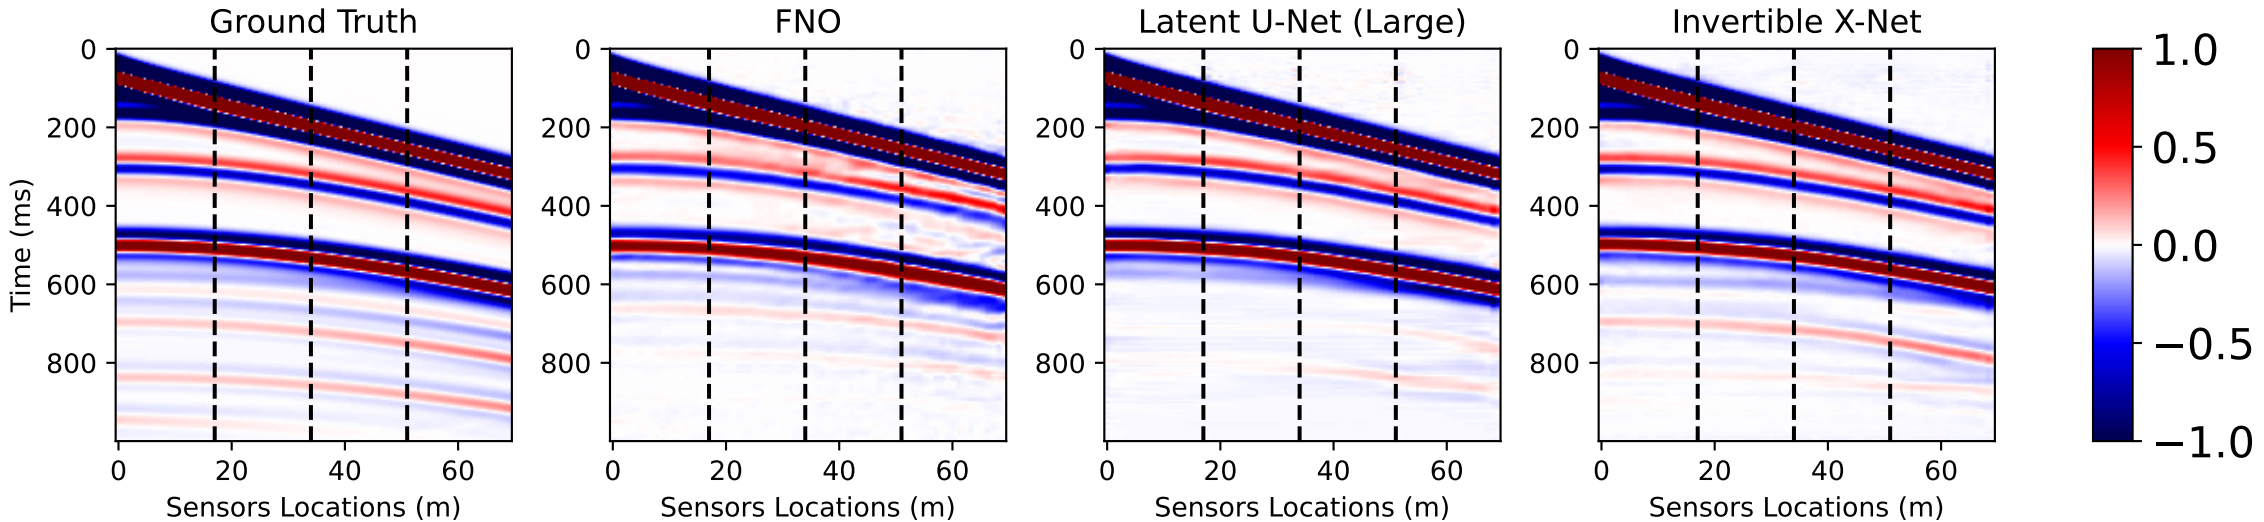 Ground Truth
FNO
Latent U-Net (Large)
Invertible X-Net
Time (ms)
0
200
400
600
800
0 20 40 60
Sensors Locations (m)
0
200
400
600
800
0 20 40 60
Sensors Locations (m)
0
200
400
600
800
0 20 40 60
Sensors Locations (m)
0
200
400
600
800
0 20 40 60
Sensors Locations (m)
1.0
0.5
0.0
−0.5
−1.0